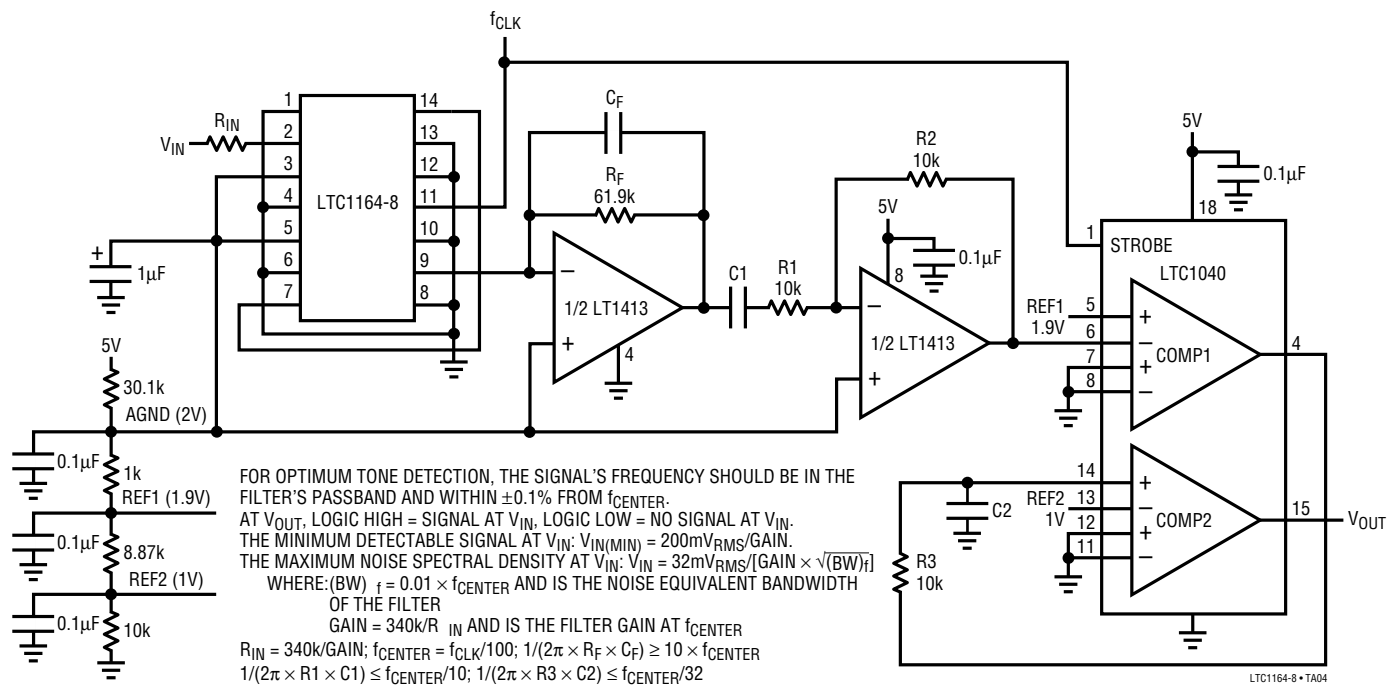 fCLK
CF
RIN
VIN
1
2
3
4
5
6
7
14
13
12
11
10
9
8
LTC1164-8
RF
61.9k
R2
10k
5V
0.1µF
18
1
STROBE
LTC1040
+
1µF
5V
0.1µF
8
C1
R1
10k
–
+
1/2 LT1413
4
–
+
1/2 LT1413
REF1
1.9V
5
6
7
8
+
–
+
–
COMP1
4
5V
30.1k
AGND (2V)
0.1µF
1k
REF1 (1.9V)
0.1µF
8.87k
REF2 (1V)
0.1µF
10k
14
REF2
1V
13
12
11
+
–
+
–
COMP2
15
VOUT
C2
R3
10k
FOR OPTIMUM TONE DETECTION, THE SIGNAL'S FREQUENCY SHOULD BE IN THE
FILTER'S PASSBAND AND WITHIN ±0.1% FROM fCENTER.
AT VOUT, LOGIC HIGH = SIGNAL AT VIN, LOGIC LOW = NO SIGNAL AT VIN.
THE MINIMUM DETECTABLE SIGNAL AT VIN: VIN(MIN) = 200mVRMS/GAIN.
THE MAXIMUM NOISE SPECTRAL DENSITY AT VIN: VIN = 32mVRMS/[GAIN × √(BW)f]
WHERE:(BW) f = 0.01 × fCENTER AND IS THE NOISE EQUIVALENT BANDWIDTH
OF THE FILTER
GAIN = 340k/R IN AND IS THE FILTER GAIN AT fCENTER
RIN = 340k/GAIN; fCENTER = fCLK/100; 1/(2π × RF × CF) ≥ 10 × fCENTER
1/(2π × R1 × C1) ≤ fCENTER/10; 1/(2π × R3 × C2) ≤ fCENTER/32
LTC1164-8 • TA04